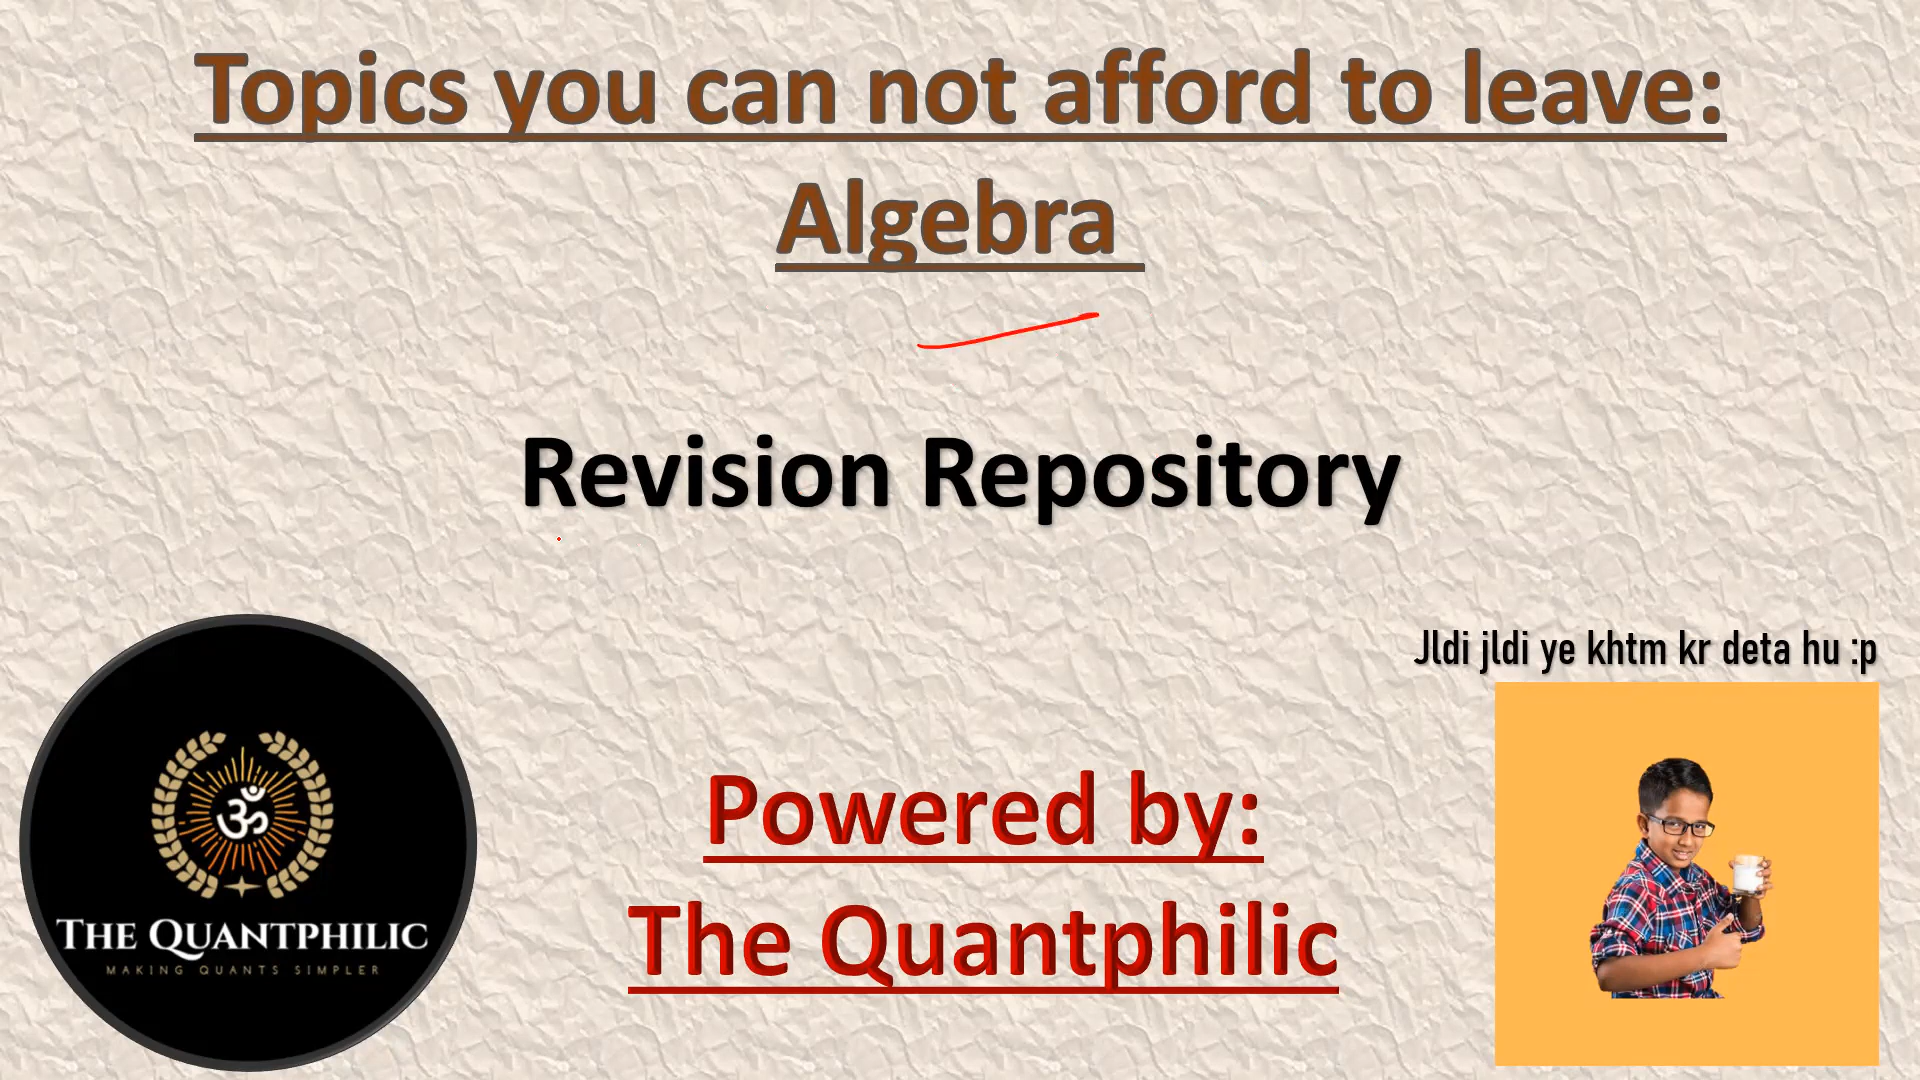 Topics you can not afford to leave:
Algebra
Revision Repository
Jldi jldi ye khtm kr deta hu :p
Powered by:
The Quantphilic
ॐ
THE QUANTPHILIC
MAKING QUANTS SIMPLER